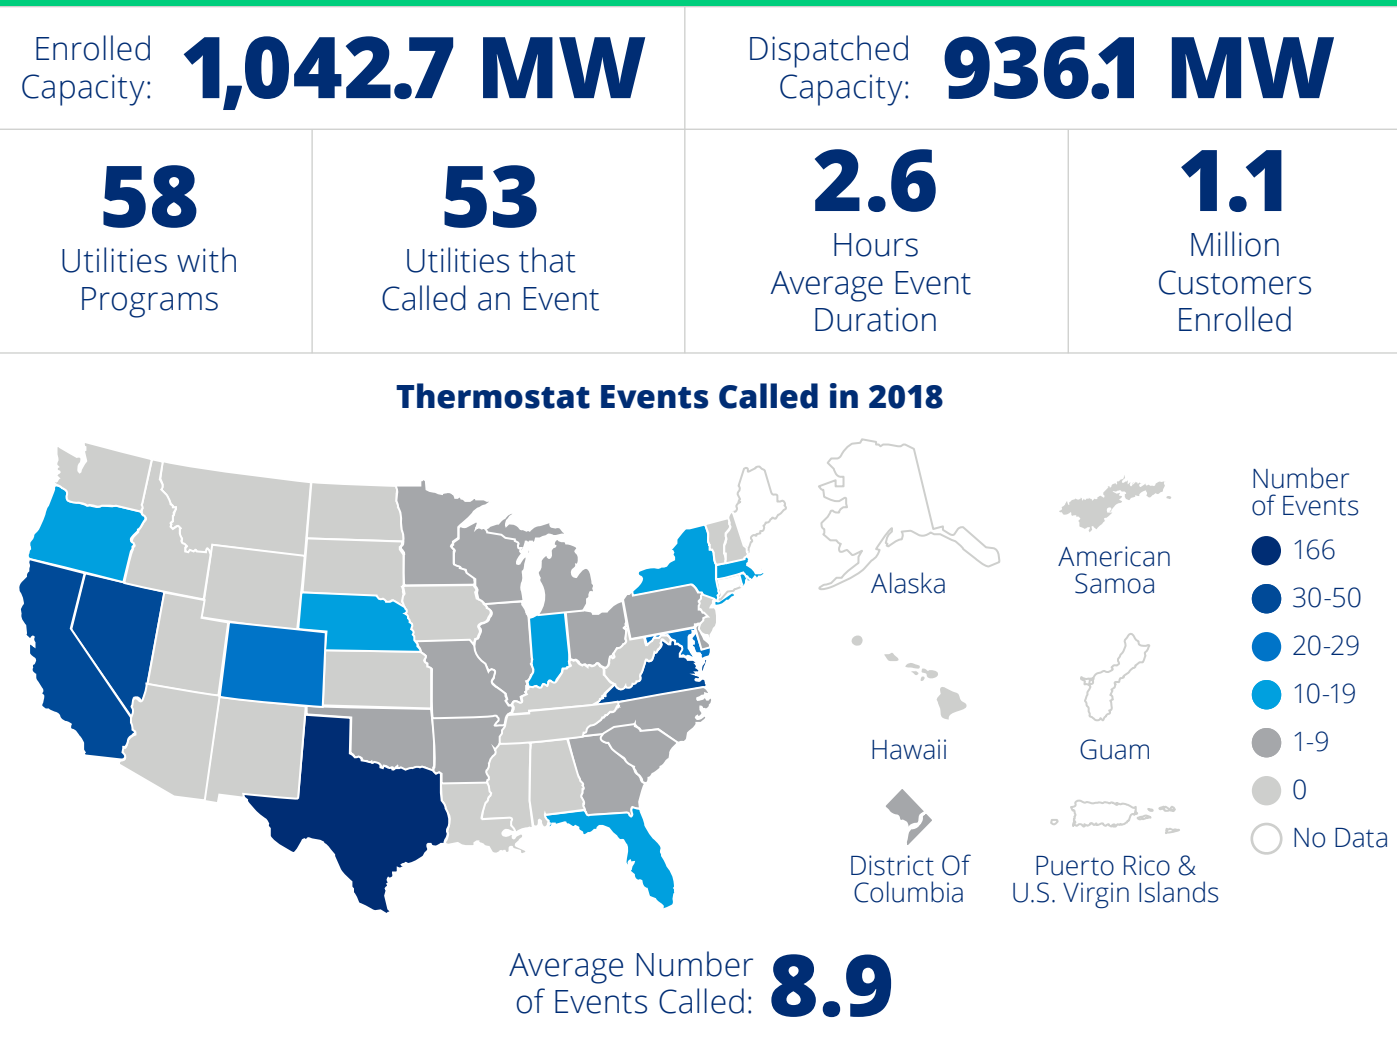 Enrolled
Capacity:
1,042.7 MW
Dispatched
Capacity:
936.1 MW
58
Utilities with
Programs
53
Utilities that
Called an Event
2.6
Hours
Average Event
Duration
1.1
Million
Customers
Enrolled
Thermostat Events Called in 2018
Alaska
American
Samoa
Hawaii
Guam
District Of
Columbia
Puerto Rico &
U.S. Virgin Islands
Number
of Events
166
30-50
20-29
10-19
1-9
0
No Data
Average Number
of Events Called:
8.9